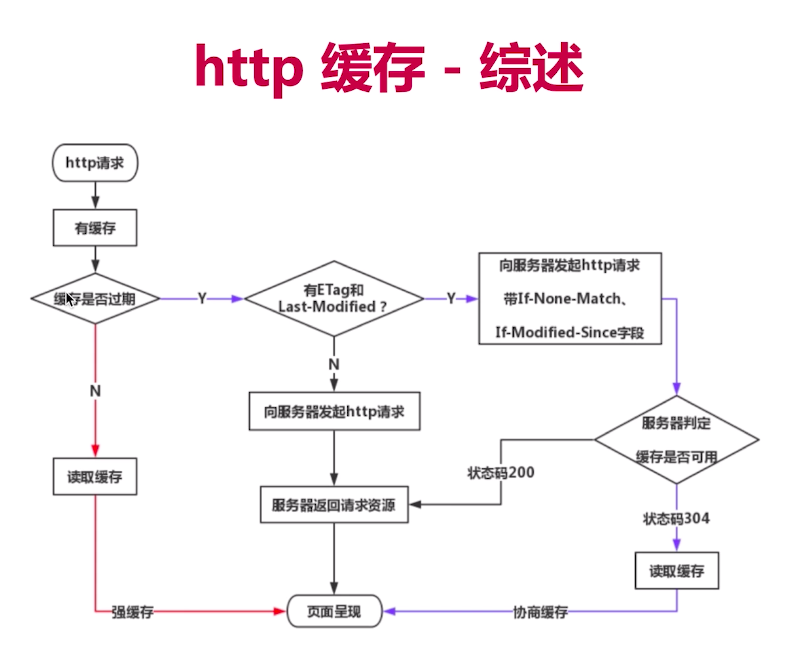 http 缓存 - 综述
http请求
有缓存
缓存是否过期
Y
有ETag和
Last-Modified？
Y
向服务器发起http请求
带If-None-Match、
If-Modified-Since字段
N
N
向服务器发起http请求
服务器判定
缓存是否可用
读取缓存
状态码200
服务器返回请求资源
状态码304
读取缓存
强缓存
页面呈现
协商缓存